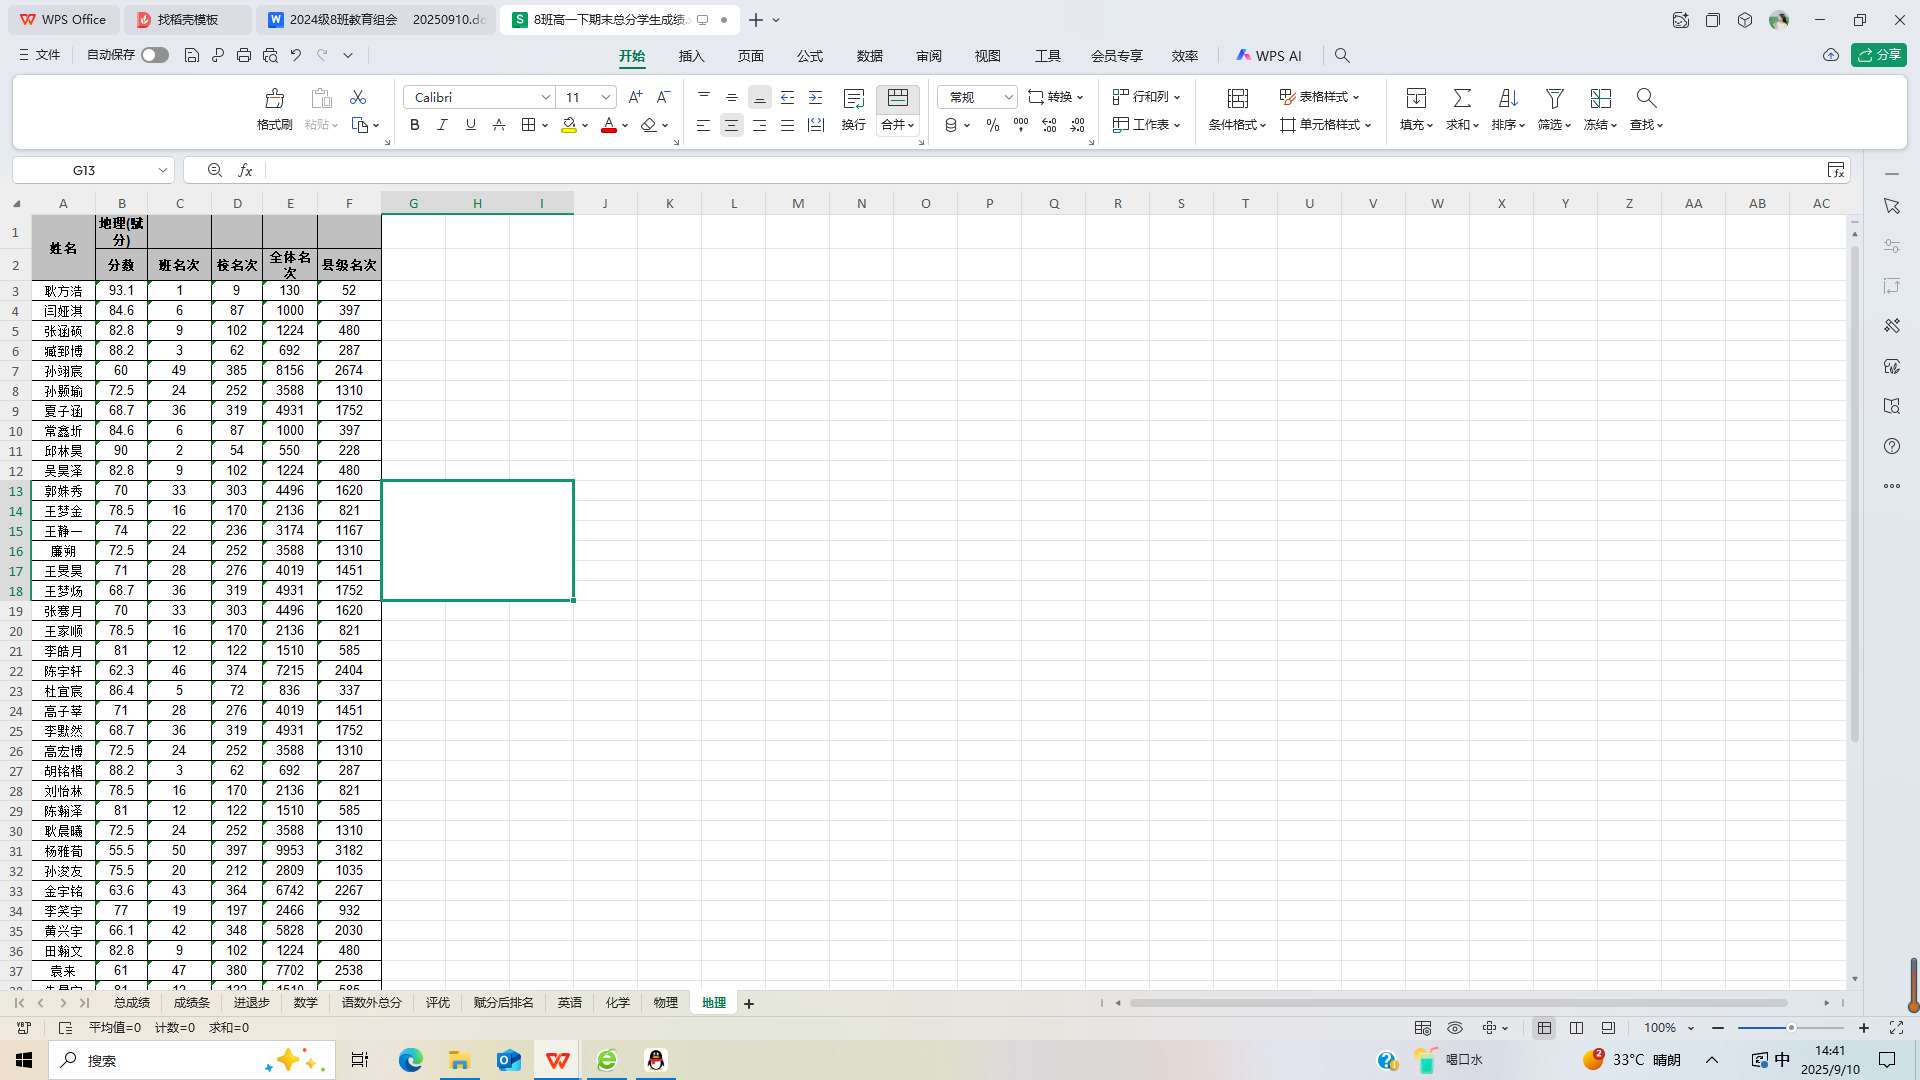 WPS Office
找稻壳模板
2024级8班教育组会 20250910.dc
8班高一下期末总分学生成绩.
文件
自动保存
开始 插入 页面 公式 数据 审阅 视图 工具 会员专享 效率 WPS AI
分享
格式刷 粘贴
Calibri 11
换行 合并
常规 转换
行和列 工作表
条件格式 表格样式 单元格样式
填充 求和 排序 筛选 冻结 查找
G13
A B C D E F G H I J K L M N O P Q R S T U V W X Y Z AA AB AC
1 姓名 地理(赋分)
2 分数 班名次 校名次 全体名次 县级名次
3 耿方浩 93.1 1 9 130 52
4 闫娅淇 84.6 6 87 1000 397
5 张涵硕 82.8 9 102 1224 480
6 臧郅博 88.2 3 62 692 287
7 孙翊宸 60 49 385 8156 2674
8 孙颢瑜 72.5 24 252 3588 1310
9 夏子涵 68.7 36 319 4931 1752
10 常鑫圻 84.6 6 87 1000 397
11 邱林昊 90 2 54 550 228
12 吴昊泽 82.8 9 102 1224 480
13 郭姝秀 70 33 303 4496 1620
14 王梦金 78.5 16 170 2136 821
15 王静一 74 22 236 3174 1167
16 廉朔 72.5 24 252 3588 1310
17 王旻昊 71 28 276 4019 1451
18 王梦炀 68.7 36 319 4931 1752
19 张骞月 70 33 303 4496 1620
20 王家顺 78.5 16 170 2136 821
21 李皓月 81 12 122 1510 585
22 陈宇轩 62.3 46 374 7215 2404
23 杜宜宸 86.4 5 72 836 337
24 高子莘 71 28 276 4019 1451
25 李默然 68.7 36 319 4931 1752
26 高宏博 72.5 24 252 3588 1310
27 胡铭楷 88.2 3 62 692 287
28 刘怡林 78.5 16 170 2136 821
29 陈翰泽 81 12 122 1510 585
30 耿晨曦 72.5 24 252 3588 1310
31 杨雅荀 55.5 50 397 9953 3182
32 孙浚友 75.5 20 212 2809 1035
33 金宇铭 63.6 43 364 6742 2267
34 李笑宇 77 19 197 2466 932
35 黄兴宇 66.1 42 348 5828 2030
36 田翰文 82.8 9 102 1224 480
37 袁来 61 47 380 7702 2538
总成绩 成绩条 进退步 数学 语数外总分 评优 赋分后排名 英语 化学 物理 地理
平均值=0 计数=0 求和=0
100%
搜索
喝口水
33°C 晴朗
中
14:41
2025/9/10